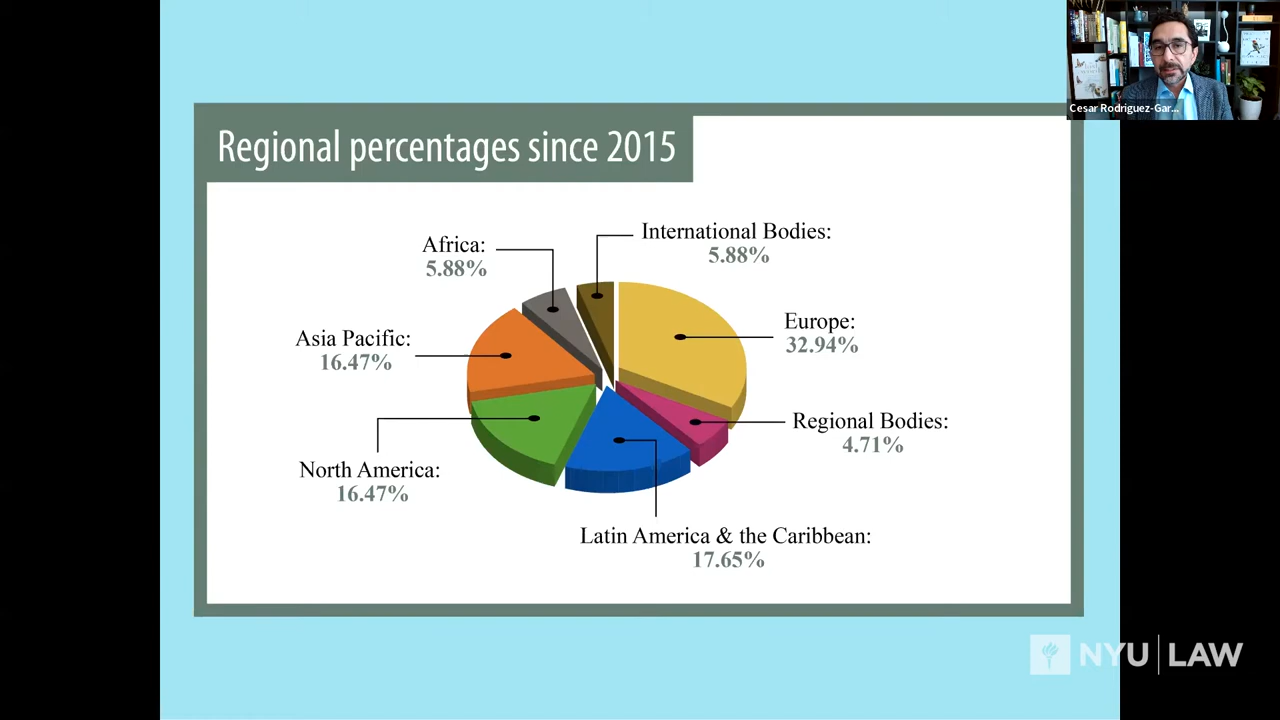 Cesar Rodriguez-Gar...
Regional percentages since 2015
International Bodies:
5.88%
Africa:
5.88%
Europe:
32.94%
Asia Pacific:
16.47%
Regional Bodies:
4.71%
North America:
16.47%
Latin America & the Caribbean:
17.65%
NYU LAW